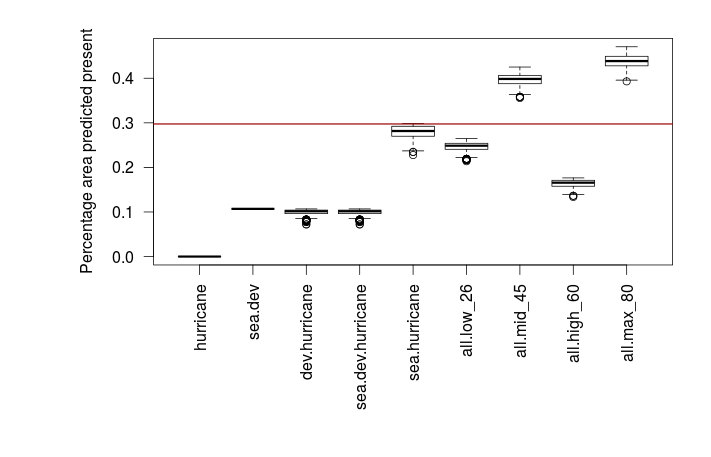 Percentage area predicted present
0.4
0.3
0.2
0.1
0.0
hurricane
sea.dev
dev.hurricane
sea.dev.hurricane
sea.hurricane
all.low_26
all.mid_45
all.high_60
all.max_80